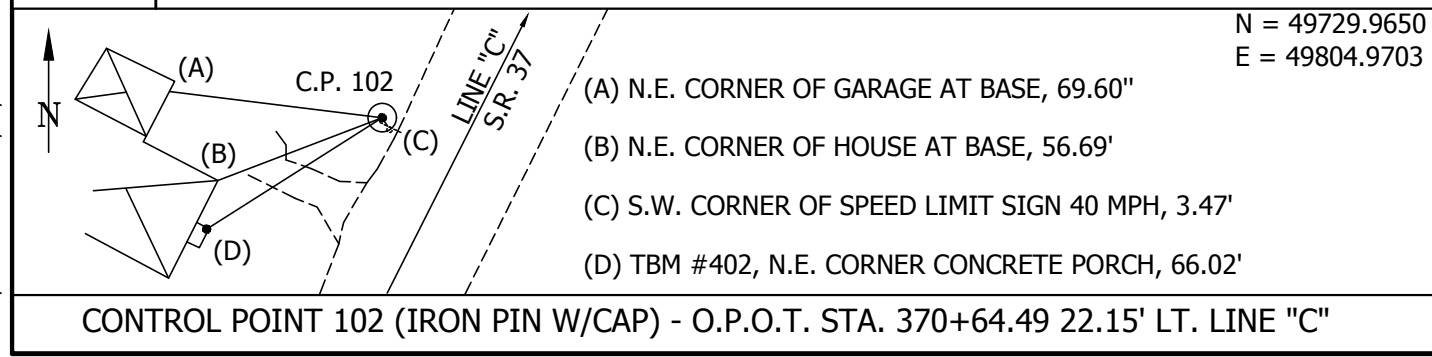 N = 49729.9650
E = 49804.9703
N
(A)
C.P. 102
LINE "C"
S.R. 37
(C)
(B)
(D)
(A) N.E. CORNER OF GARAGE AT BASE, 69.60"
(B) N.E. CORNER OF HOUSE AT BASE, 56.69'
(C) S.W. CORNER OF SPEED LIMIT SIGN 40 MPH, 3.47'
(D) TBM #402, N.E. CORNER CONCRETE PORCH, 66.02'
CONTROL POINT 102 (IRON PIN W/CAP) - O.P.O.T. STA. 370+64.49 22.15' LT. LINE "C"